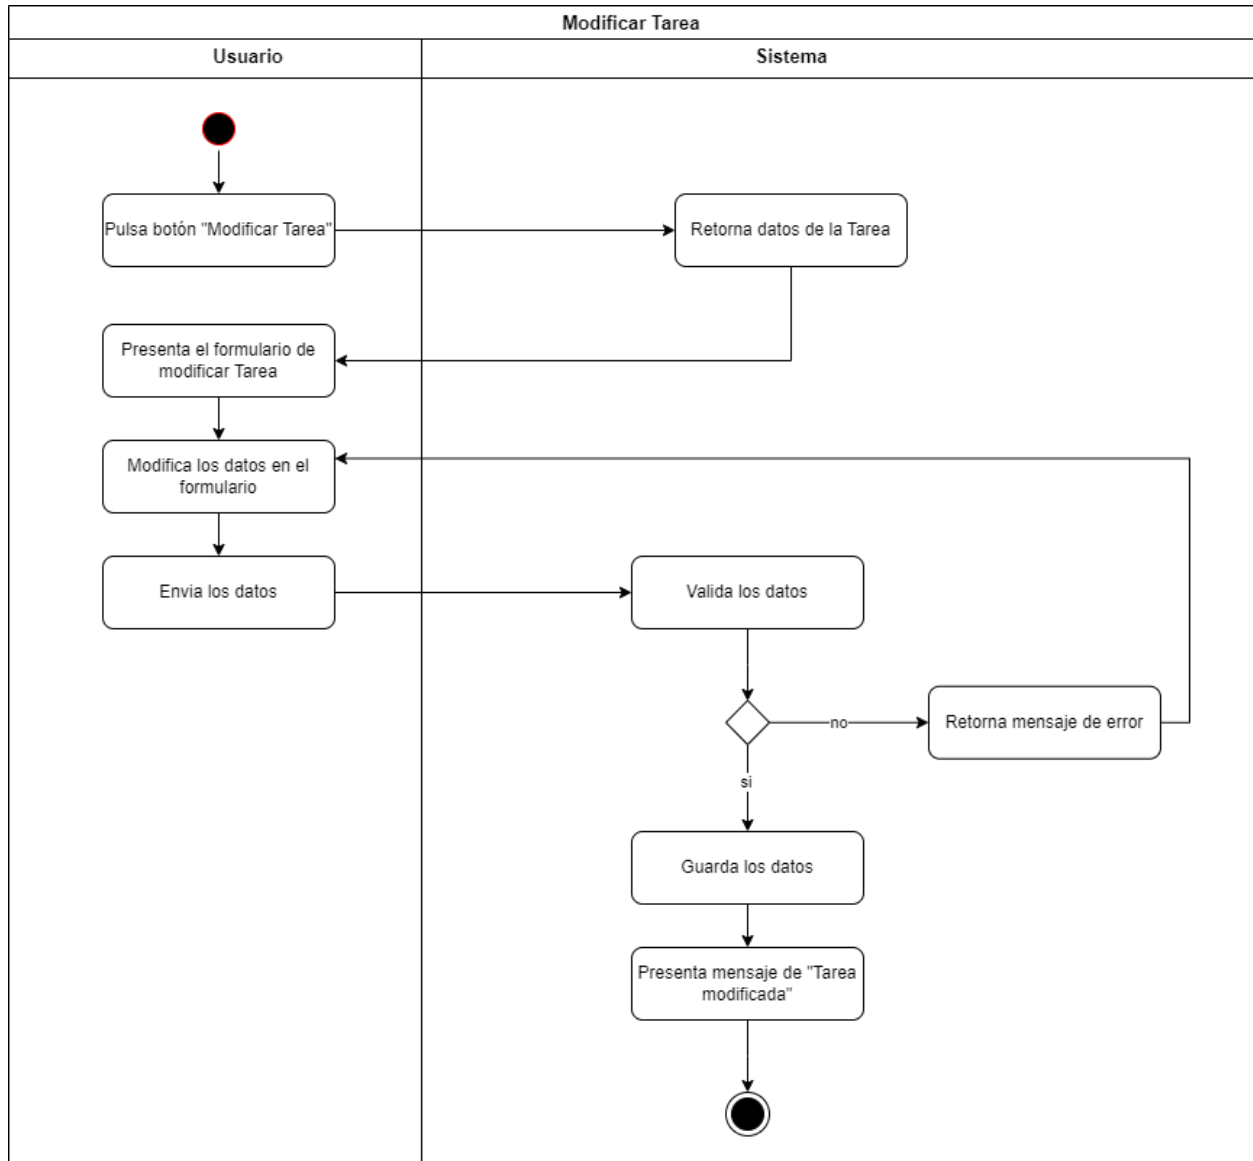 Modificar Tarea
Usuario
Sistema
Pulsa botón "Modificar Tarea"
Retorna datos de la Tarea
Presenta el formulario de
modificar Tarea
Modifica los datos en el
formulario
Envia los datos
Valida los datos
no
Retorna mensaje de error
si
Guarda los datos
Presenta mensaje de "Tarea
modificada"